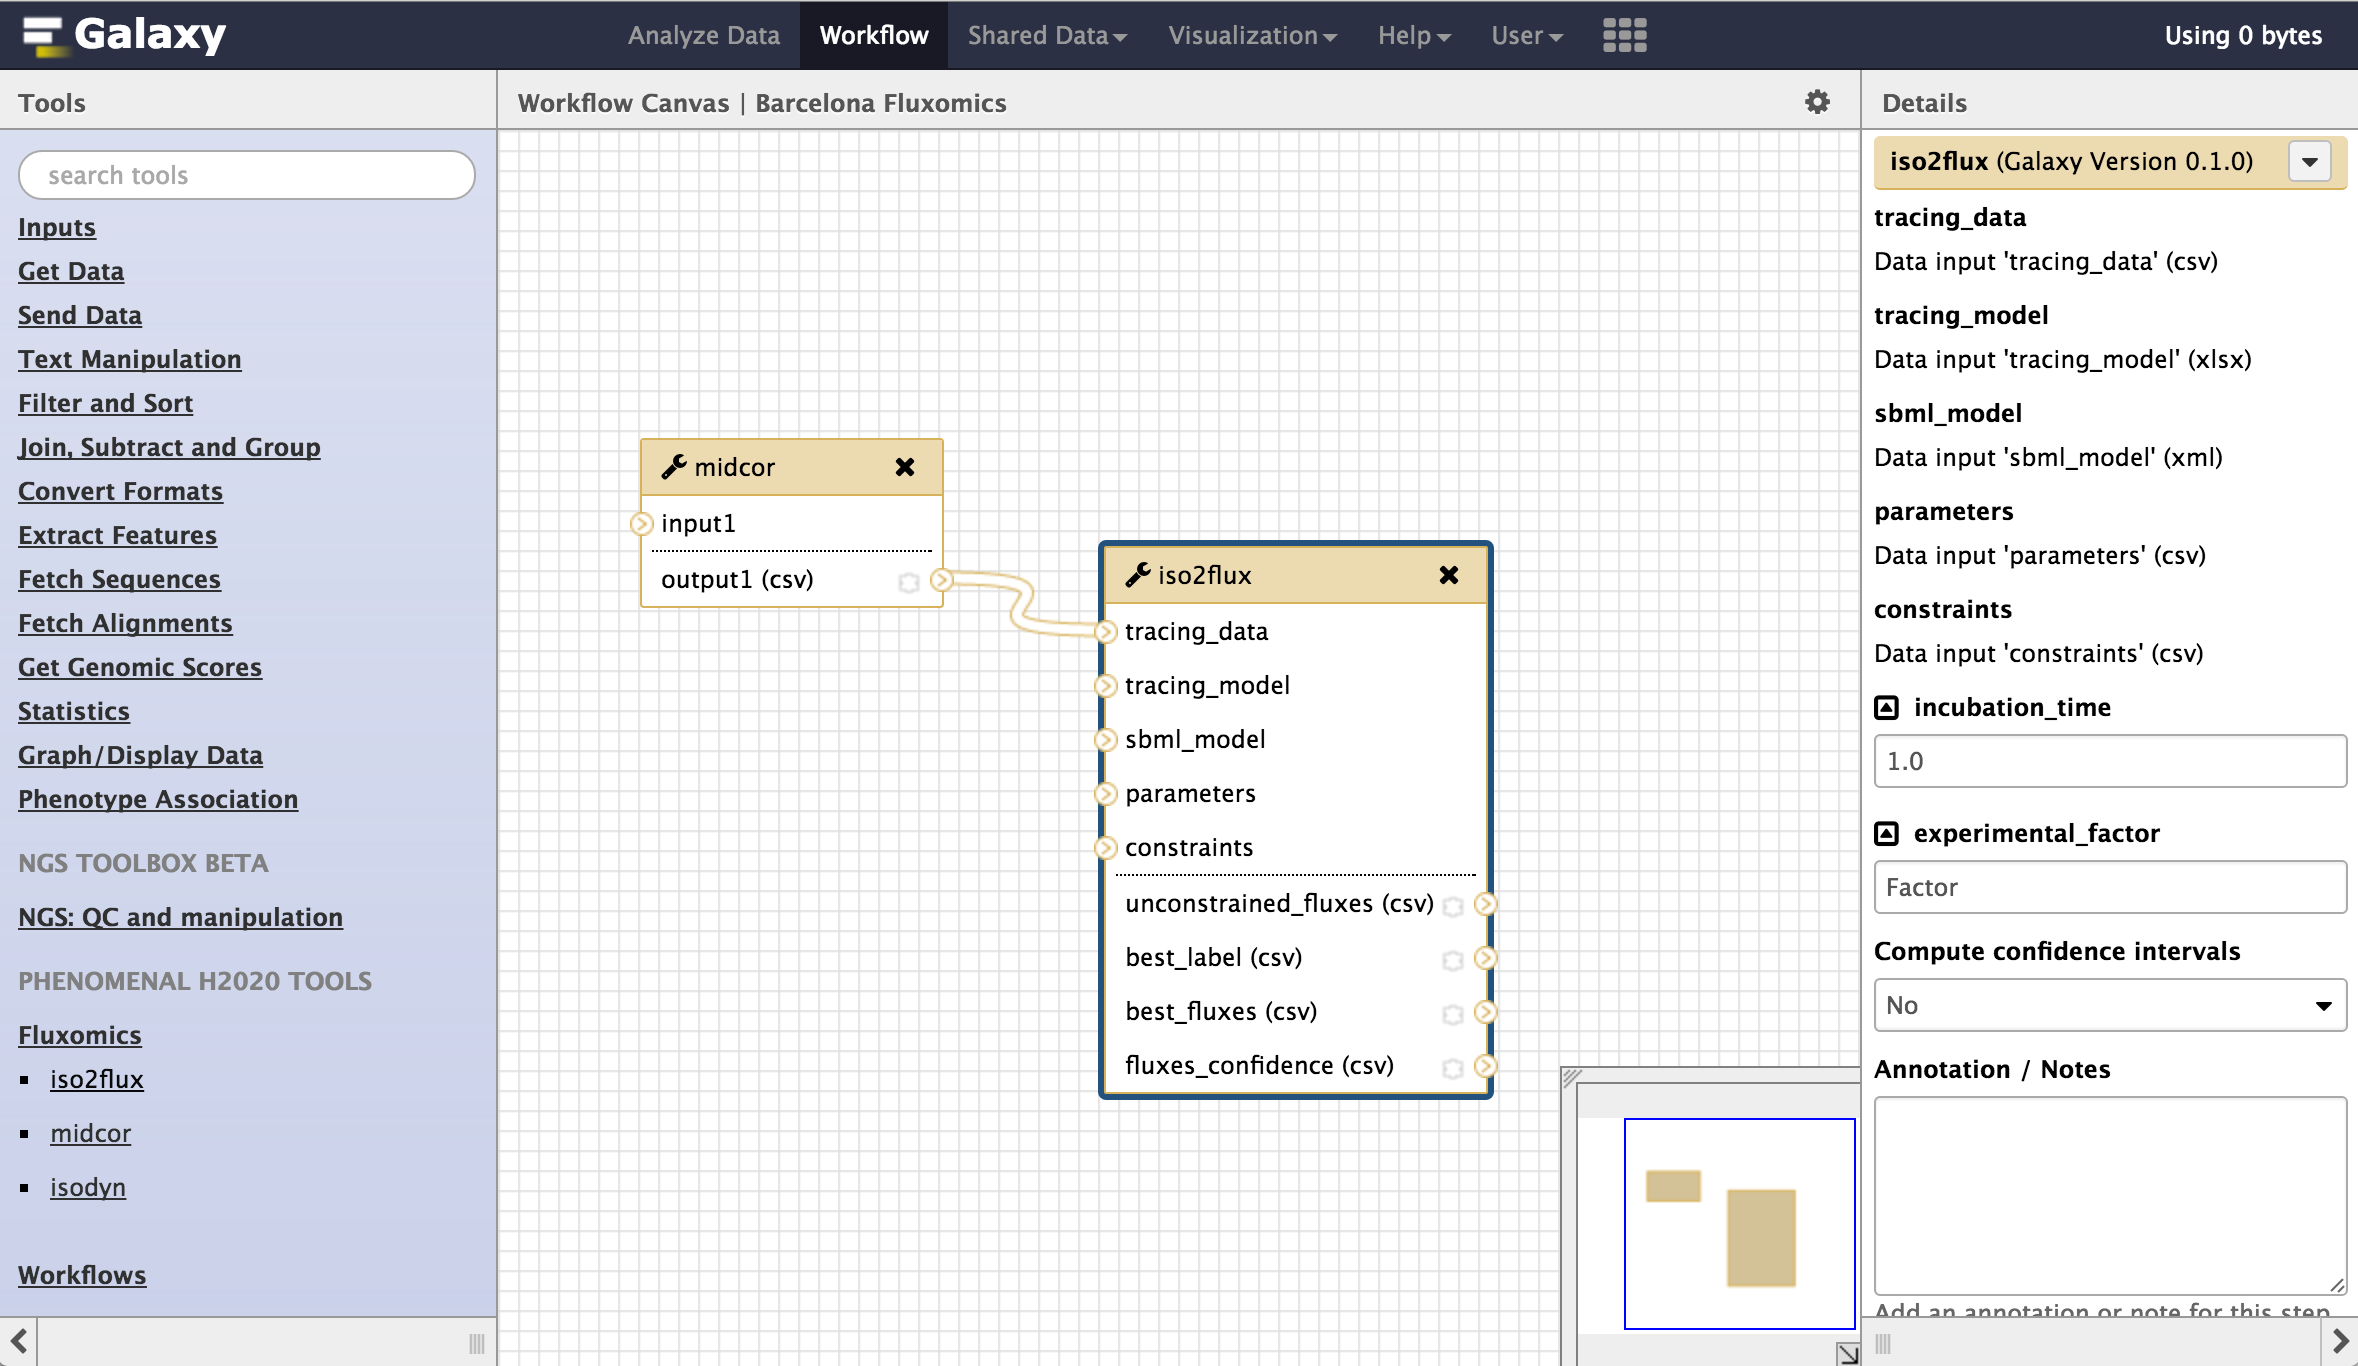 Galaxy
Analyze Data
Workflow
Shared Data
Visualization
Help
User
Using 0 bytes
Tools
search tools
Inputs
Get Data
Send Data
Text Manipulation
Filter and Sort
Join, Subtract and Group
Convert Formats
Extract Features
Fetch Sequences
Fetch Alignments
Get Genomic Scores
Statistics
Graph/Display Data
Phenotype Association
NGS TOOLBOX BETA
NGS: QC and manipulation
PHENOMENAL H2020 TOOLS
Fluxomics
iso2flux
midcor
isodyn
Workflows
Workflow Canvas | Barcelona Fluxomics
midcor
input1
output1 (csv)
iso2flux
tracing_data
tracing_model
sbml_model
parameters
constraints
unconstrained_fluxes (csv)
best_label (csv)
best_fluxes (csv)
fluxes_confidence (csv)
Details
iso2flux (Galaxy Version 0.1.0)
tracing_data
Data input 'tracing_data' (csv)
tracing_model
Data input 'tracing_model' (xlsx)
sbml_model
Data input 'sbml_model' (xml)
parameters
Data input 'parameters' (csv)
constraints
Data input 'constraints' (csv)
incubation_time
1.0
experimental_factor
Factor
Compute confidence intervals
No
Annotation / Notes
Add an annotation or note for this step